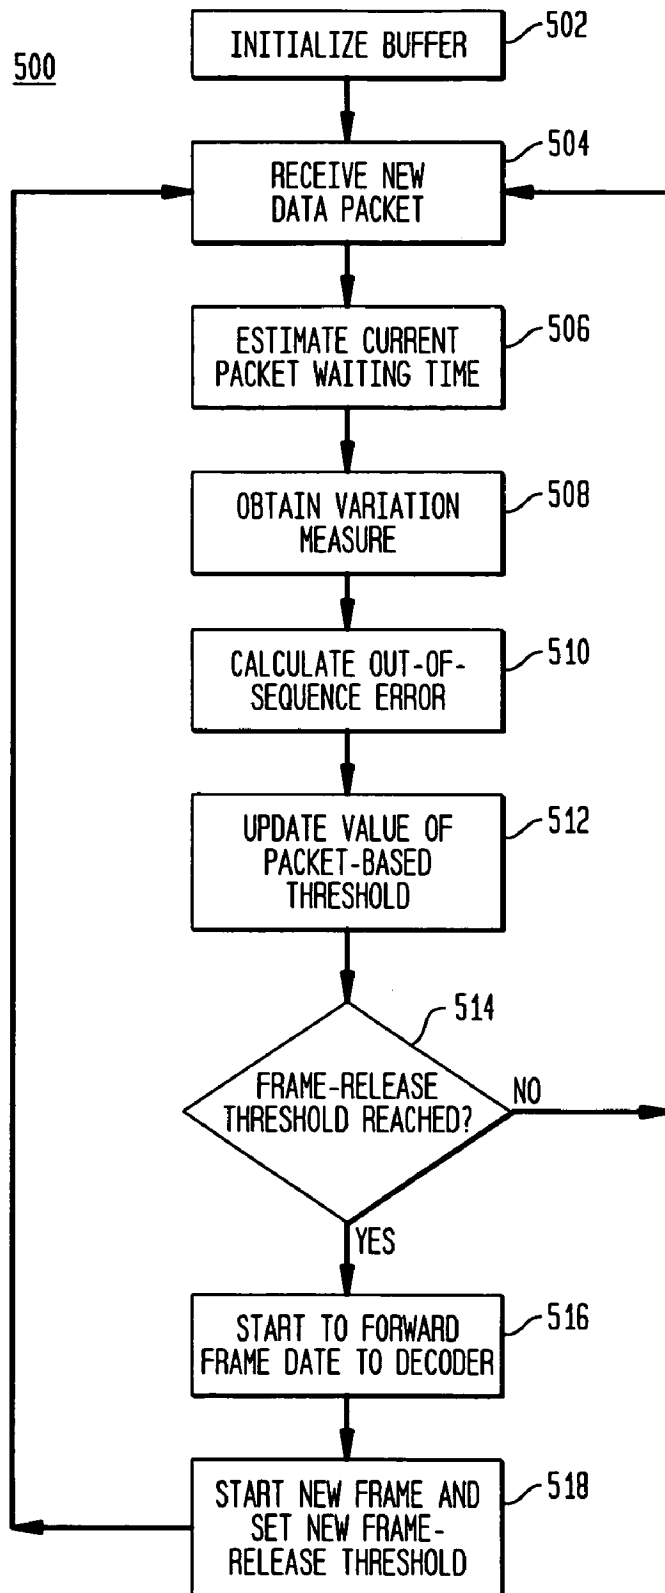 500
INITIALIZE BUFFER
502
RECEIVE NEW
DATA PACKET
504
ESTIMATE CURRENT
PACKET WAITING TIME
506
OBTAIN VARIATION
MEASURE
508
CALCULATE OUT-OF-
SEQUENCE ERROR
510
UPDATE VALUE OF
PACKET-BASED
THRESHOLD
512
FRAME-RELEASE
THRESHOLD REACHED?
514
NO
YES
START TO FORWARD
FRAME DATE TO DECODER
516
START NEW FRAME AND
SET NEW FRAME-
RELEASE THRESHOLD
518